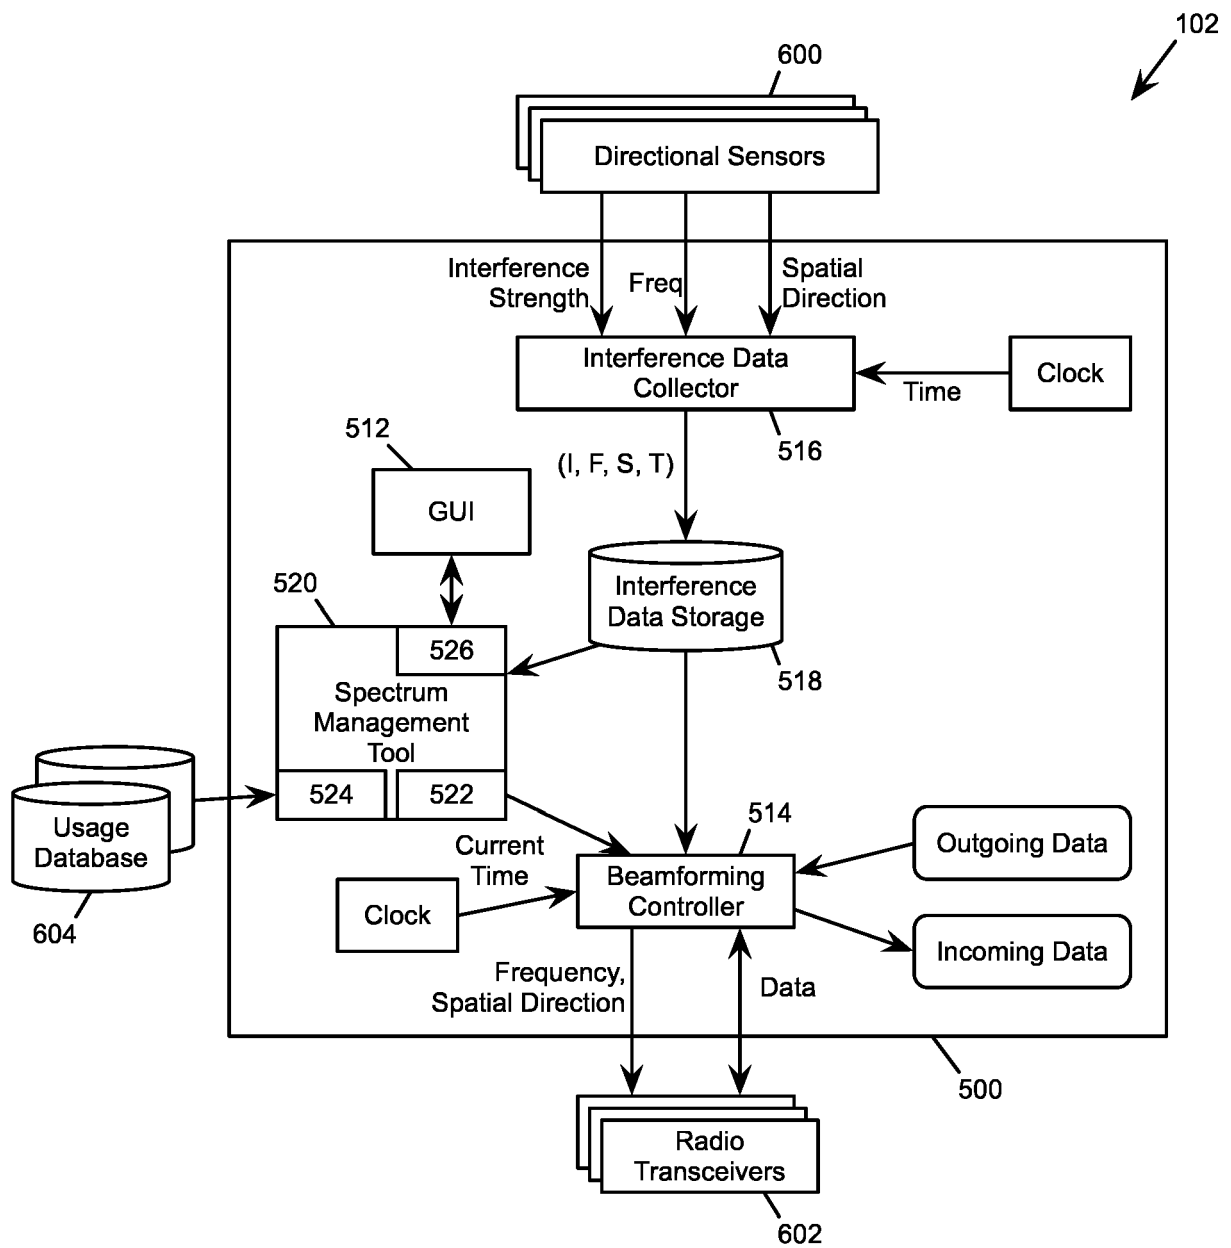 102
600
Directional Sensors
Interference
Strength
Freq
Spatial
Direction
Interference Data
Collector
Time
Clock
516
512
(I, F, S, T)
GUI
520
Interference
Data Storage
526
518
Spectrum
Management
Tool
524
522
Usage
Database
604
514
Current
Time
Outgoing Data
Beamforming
Controller
Clock
Incoming Data
Frequency,
Spatial Direction
Data
500
Radio
Transceivers
602